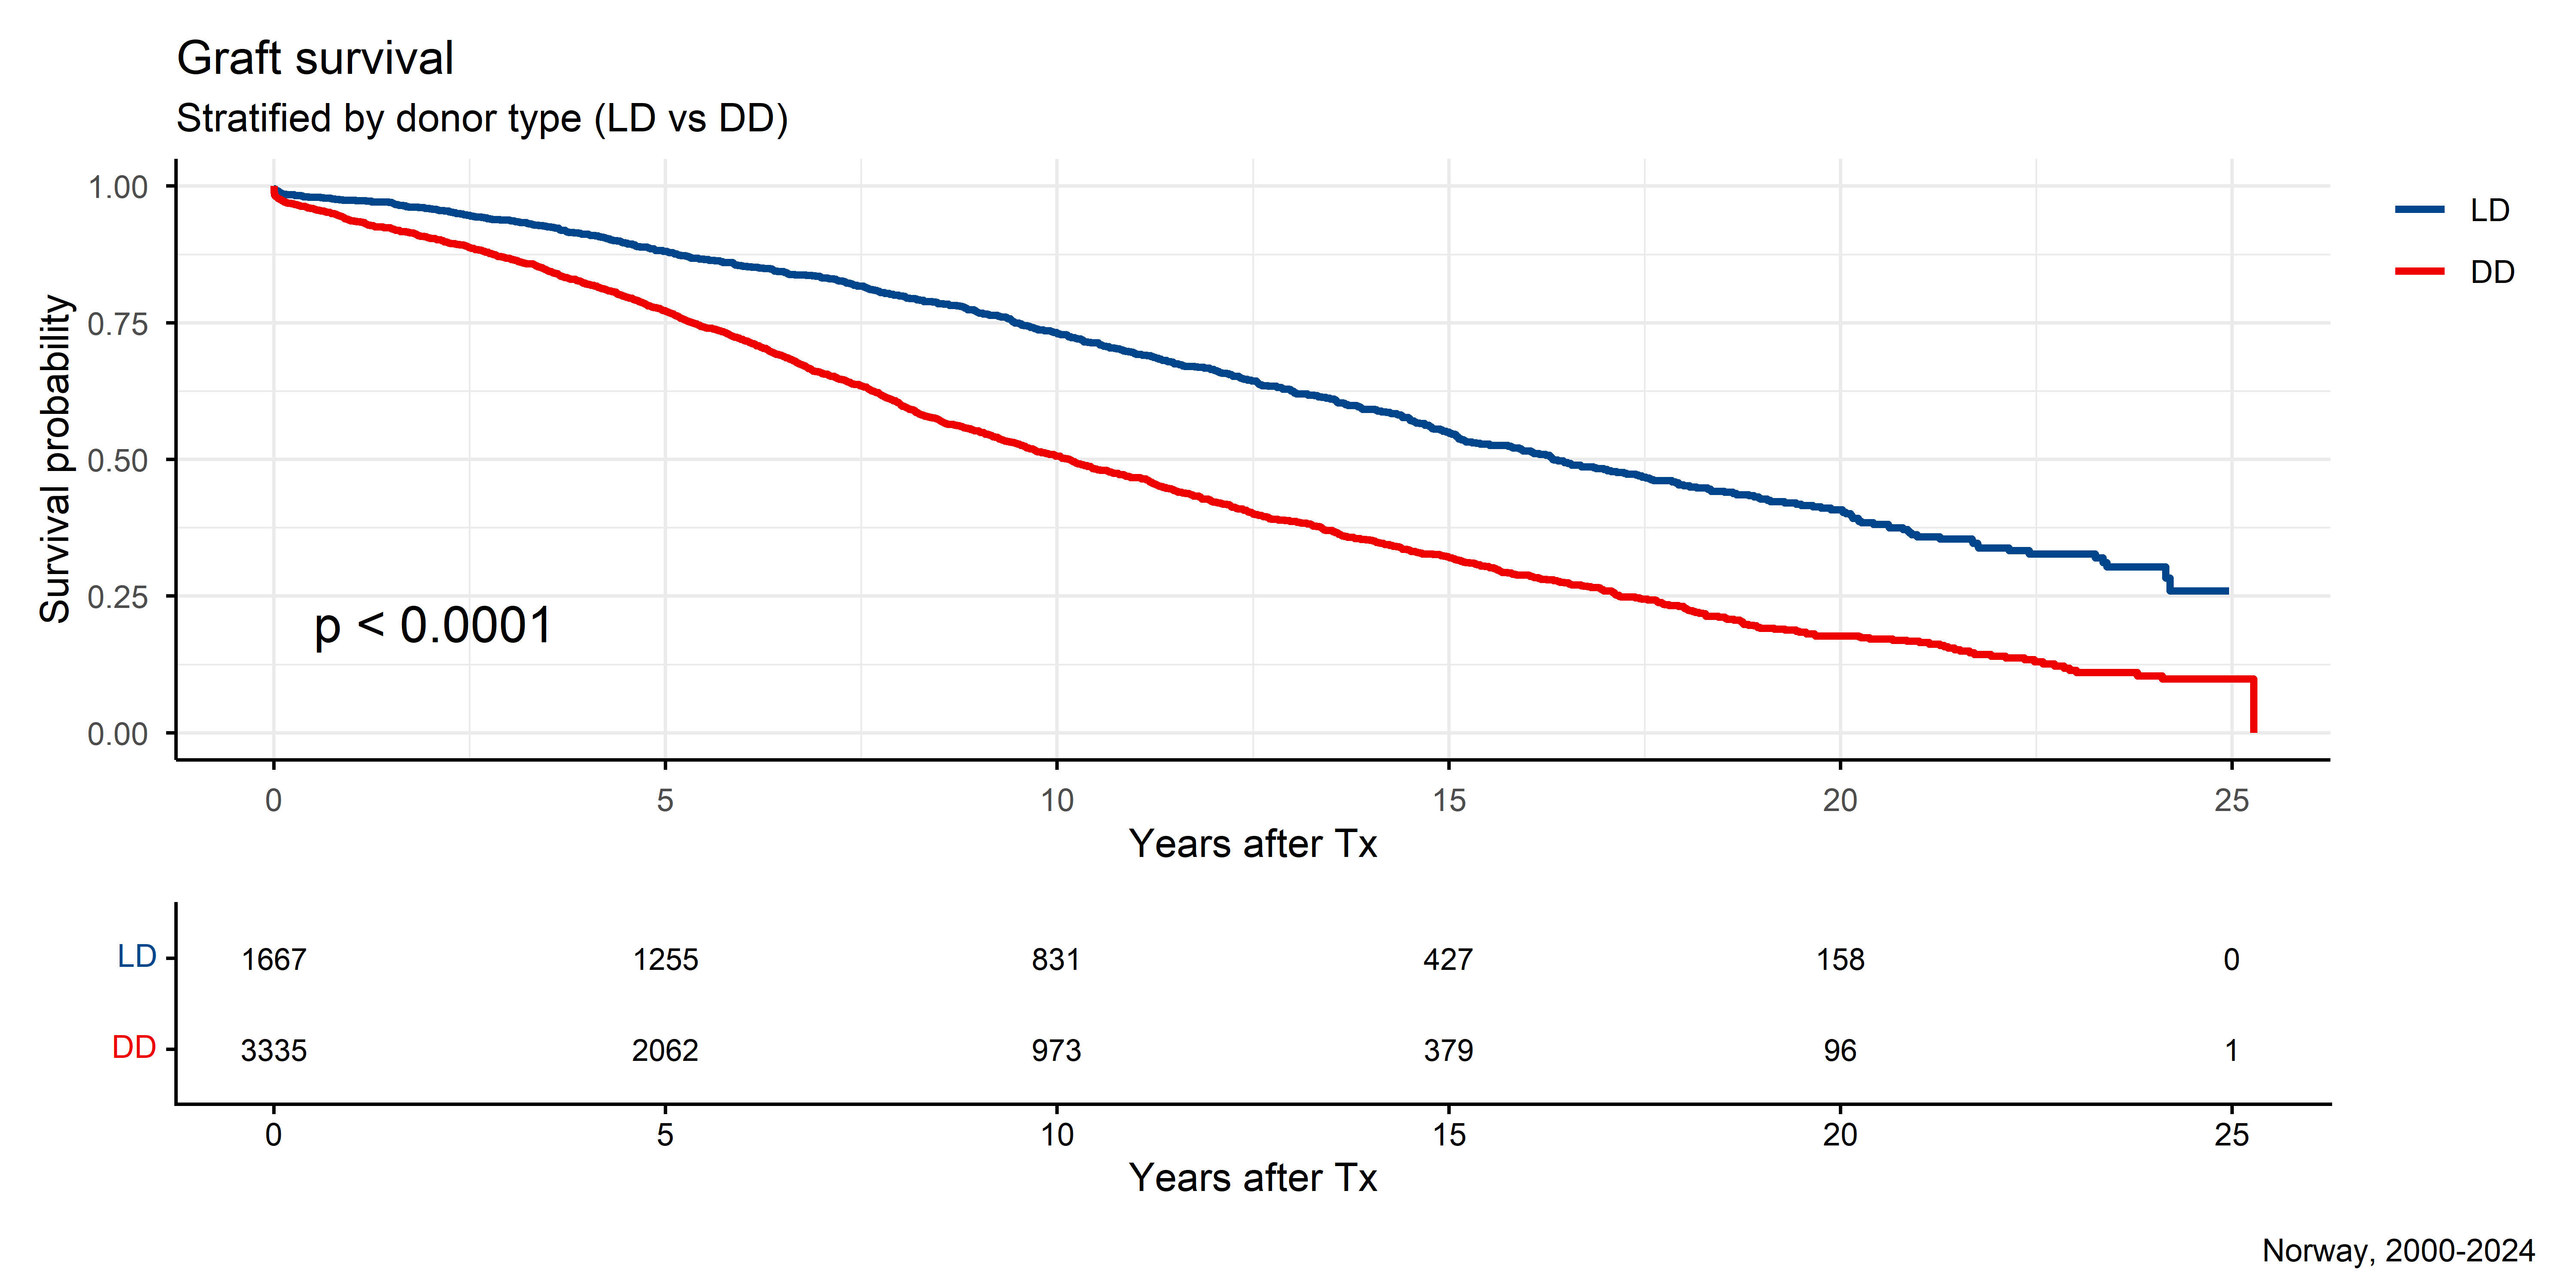 Graft survival
Stratified by donor type (LD vs DD)
Survival probability
1.00
0.75
0.50
0.25
0.00
p < 0.0001
LD
DD
0 5 10 15 20 25
Years after Tx
LD 1667 1255 831 427 158 0
DD 3335 2062 973 379 96 1
0 5 10 15 20 25
Years after Tx
Norway, 2000-2024